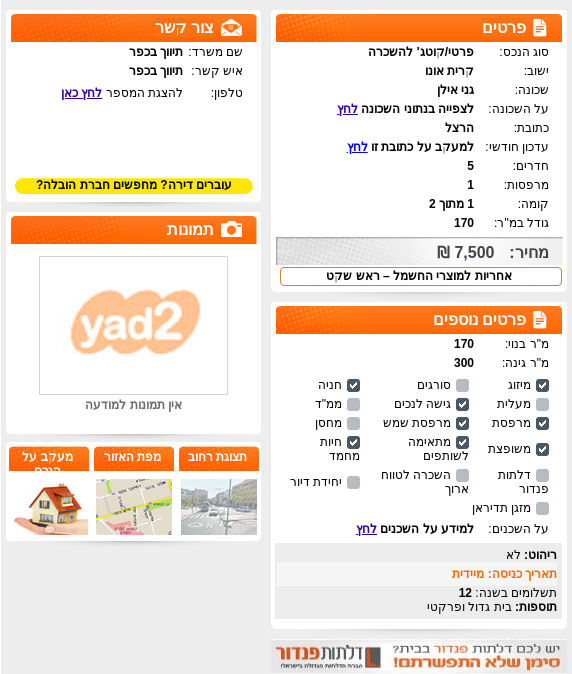 פרטים
סוג הנכס: פרטי/קוטג' להשכרה
ישוב: קרית אונו
שכונה: גני אילן
על השכונה: לצפייה בנתוני השכונה לחץ
כתובת: הרצל
עדכון חודשי: למעקב על כתובת זו לחץ
חדרים: 5
מרפסות: 1
קומה: 1 מתוך 2
גודל במ"ר: 170
מחיר: 7,500 ₪
אחריות למוצרי החשמל – ראש שקט
פרטים נוספים
מ"ר בנוי: 170
מ"ר גינה: 300
מיזוג סורגים חניה
מעלית גישה לנכים ממ"ד
מרפסת מרפסת שמש מחסן
משופצת מתאימה לשותפים חיות מחמד
דלתות פנדור השכרה לטווח ארוך יחידת דיור
מזגן תדיראן
על השכנים: למידע על השכנים לחץ
ריהוט: לא
תאריך כניסה: מיידית
תשלומים בשנה: 12
תוספות: בית גדול ופרקטי
יש לכם דלתות פנדור בבית?
סימן שלא התפשרתם!
דלתות פנדור
חברת הדלתות הגדולה בישראל
צור קשר
שם משרד: תיווך בכפר
איש קשר: תיווך בכפר
טלפון: להצגת המספר לחץ כאן
עוברים דירה? מחפשים חברת הובלה?
תמונות
yad2
אין תמונות למודעה
תצוגת רחוב
מפת האזור
מעקב על
הנכס